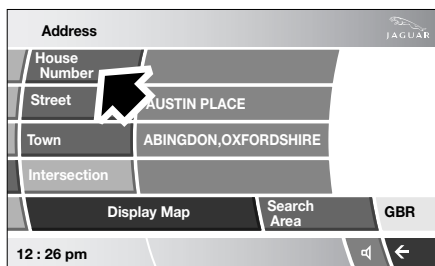 Address
JAGUAR
House
Number
Street
AUSTIN PLACE
Town
ABINGDON,OXFORDSHIRE
Intersection
Display Map
Search
Area
GBR
12 : 26 pm